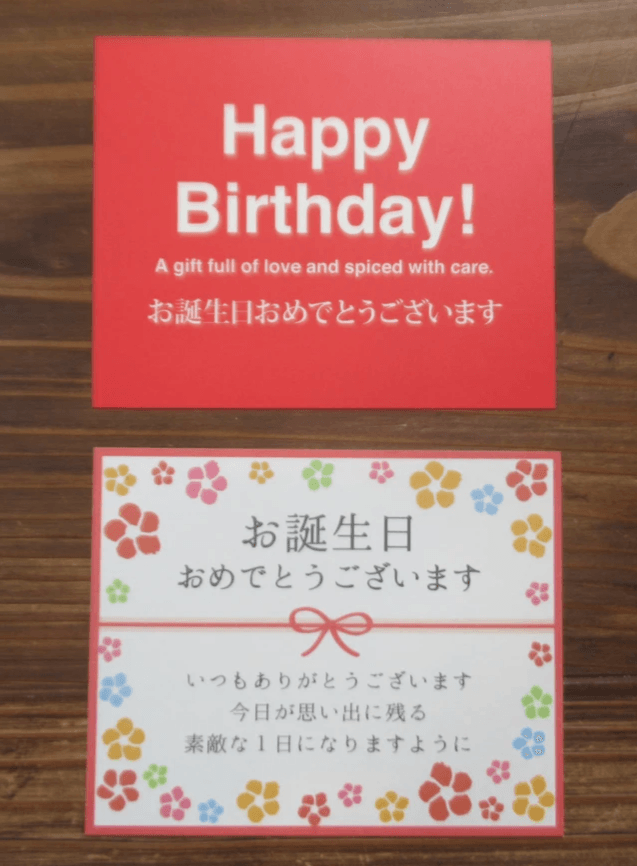 Happy
Birthday!
A gift full of love and spiced with care.
お誕生日おめでとうございます
お誕生日
おめでとうございます
いつもありがとうございます
今日が思い出に残る
素敵な1日になりますように